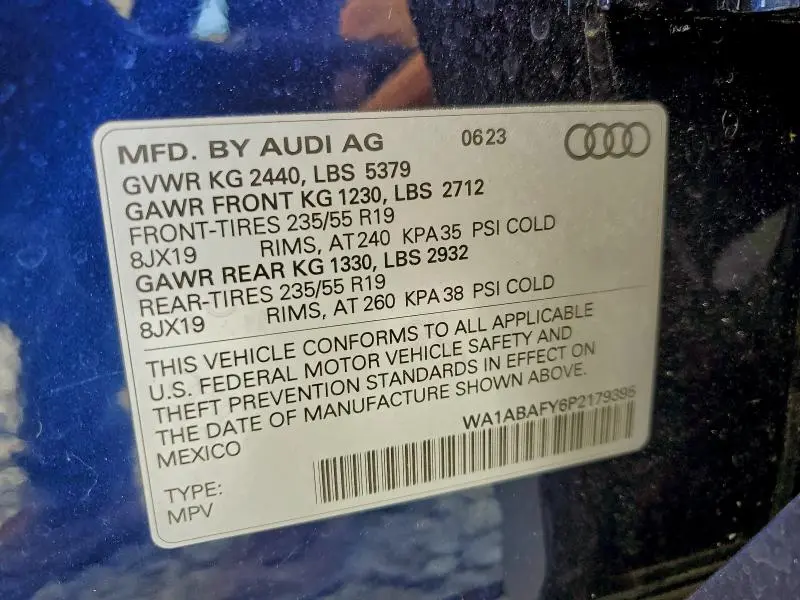 MFD. BY AUDI AG 0623
GVWR KG 2440, LBS 5379
GAWR FRONT KG 1230, LBS 2712
FRONT-TIRES 235/55 R19
8JX19 RIMS, AT 240 KPA 35 PSI COLD
GAWR REAR KG 1330, LBS 2932
REAR-TIRES 235/55 R19
8JX19 RIMS, AT 260 KPA 38 PSI COLD
THIS VEHICLE CONFORMS TO ALL APPLICABLE
U.S. FEDERAL MOTOR VEHICLE SAFETY AND
THEFT PREVENTION STANDARDS IN EFFECT ON
THE DATE OF MANUFACTURE SHOWN ABOVE.
MEXICO WA1ABAFY6P2179395
TYPE:
MPV